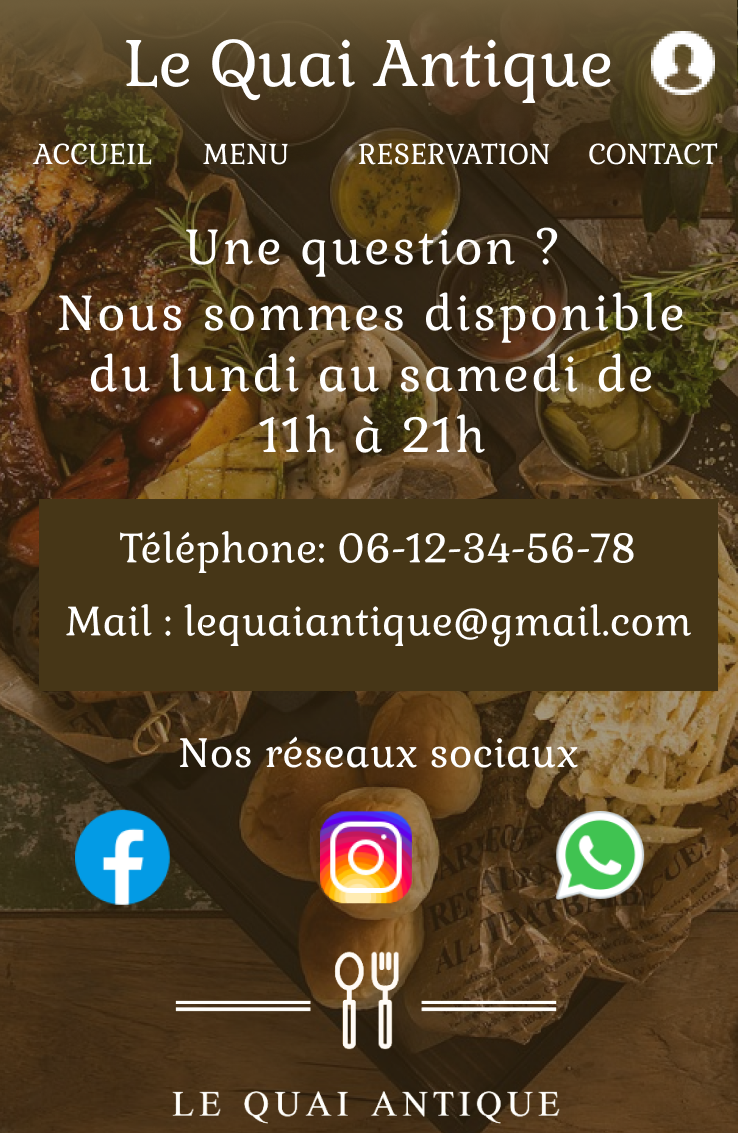 Le Quai Antique
ACCUEIL MENU RESERVATION CONTACT
Une question ?
Nous sommes disponible
du lundi au samedi de
11h à 21h
Téléphone: 06-12-34-56-78
Mail : lequaiantique@gmail.com
Nos réseaux sociaux
LE QUAI ANTIQUE